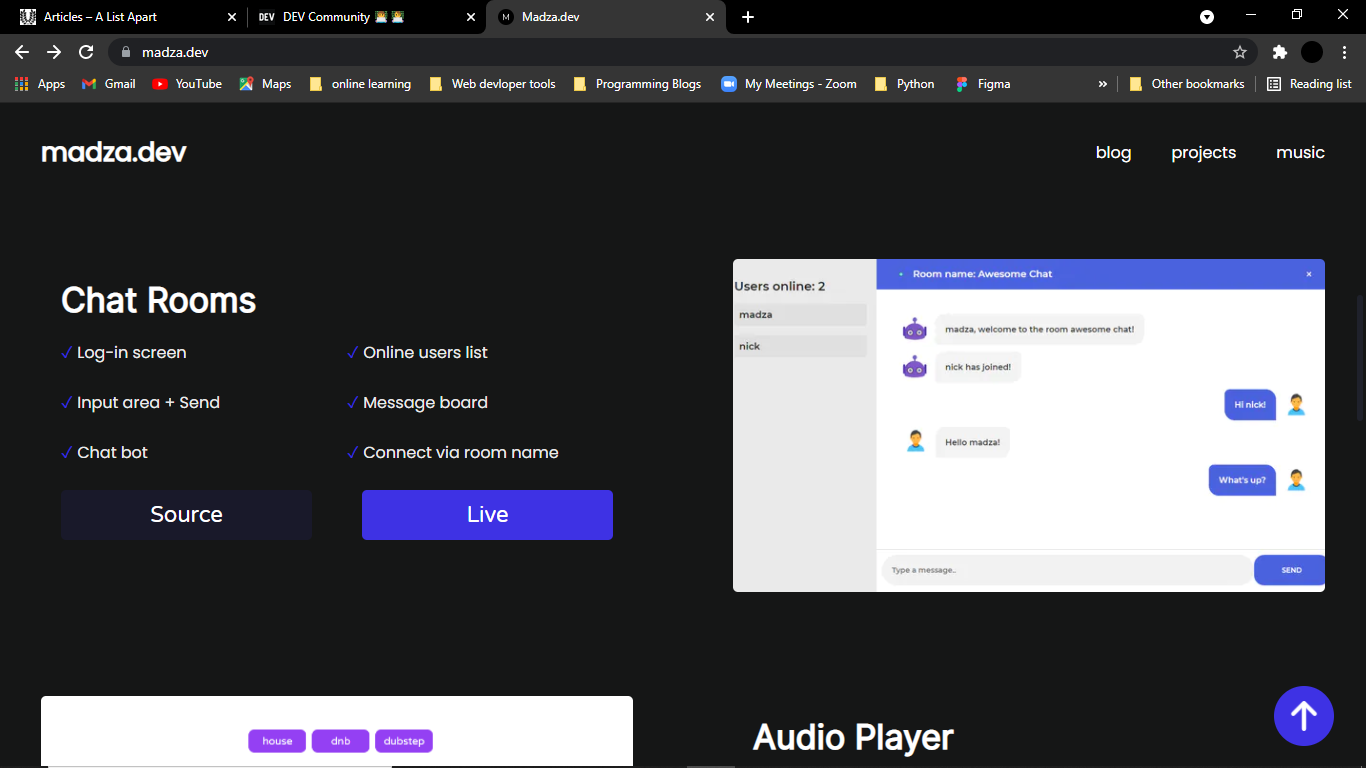 Articles – A List Apart
DEV DEV Community 👩‍💻👨‍💻
M Madza.dev
madza.dev
Apps Gmail YouTube Maps online learning Web devloper tools Programming Blogs My Meetings - Zoom Python Figma » Other bookmarks Reading list
madza.dev
blog projects music
Chat Rooms
✓ Log-in screen
✓ Online users list
✓ Input area + Send
✓ Message board
✓ Chat bot
✓ Connect via room name
Source
Live
Users online: 2
madza
nick
Room name: Awesome Chat
madza, welcome to the room awesome chat!
nick has joined!
Hi nick!
Hello madza!
What's up?
Type a message..
SEND
house dnb dubstep
Audio Player